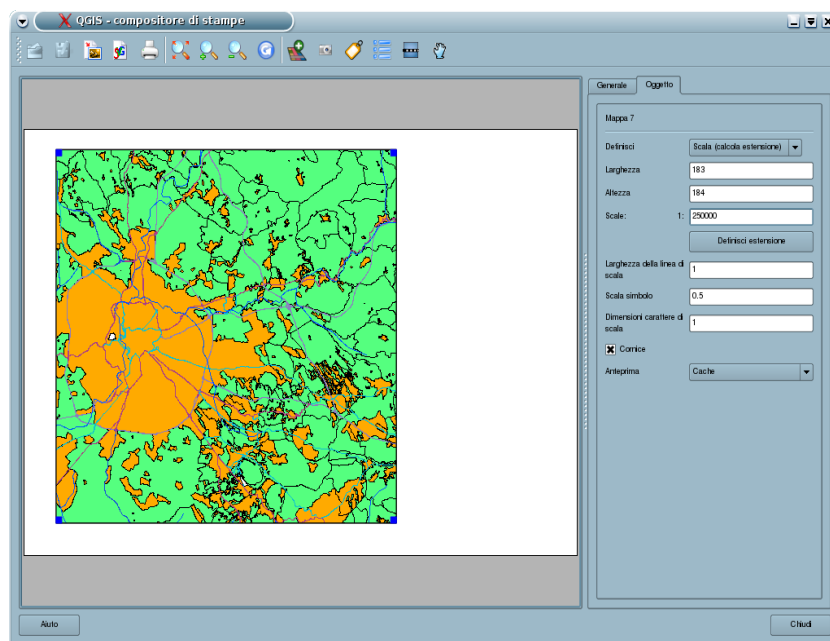 QGIS - compositore di stampe
Generale
Oggetto
Mappa 7
Definisci
Scala (calcola estensione)
Larghezza
183
Altezza
184
Scale: 1: 250000
Definisci estensione
Larghezza della linea di scala
1
Scala simbolo
0.5
Dimensioni carattere di scala
1
Cornice
Anteprima
Cache
Aiuto
Chiudi